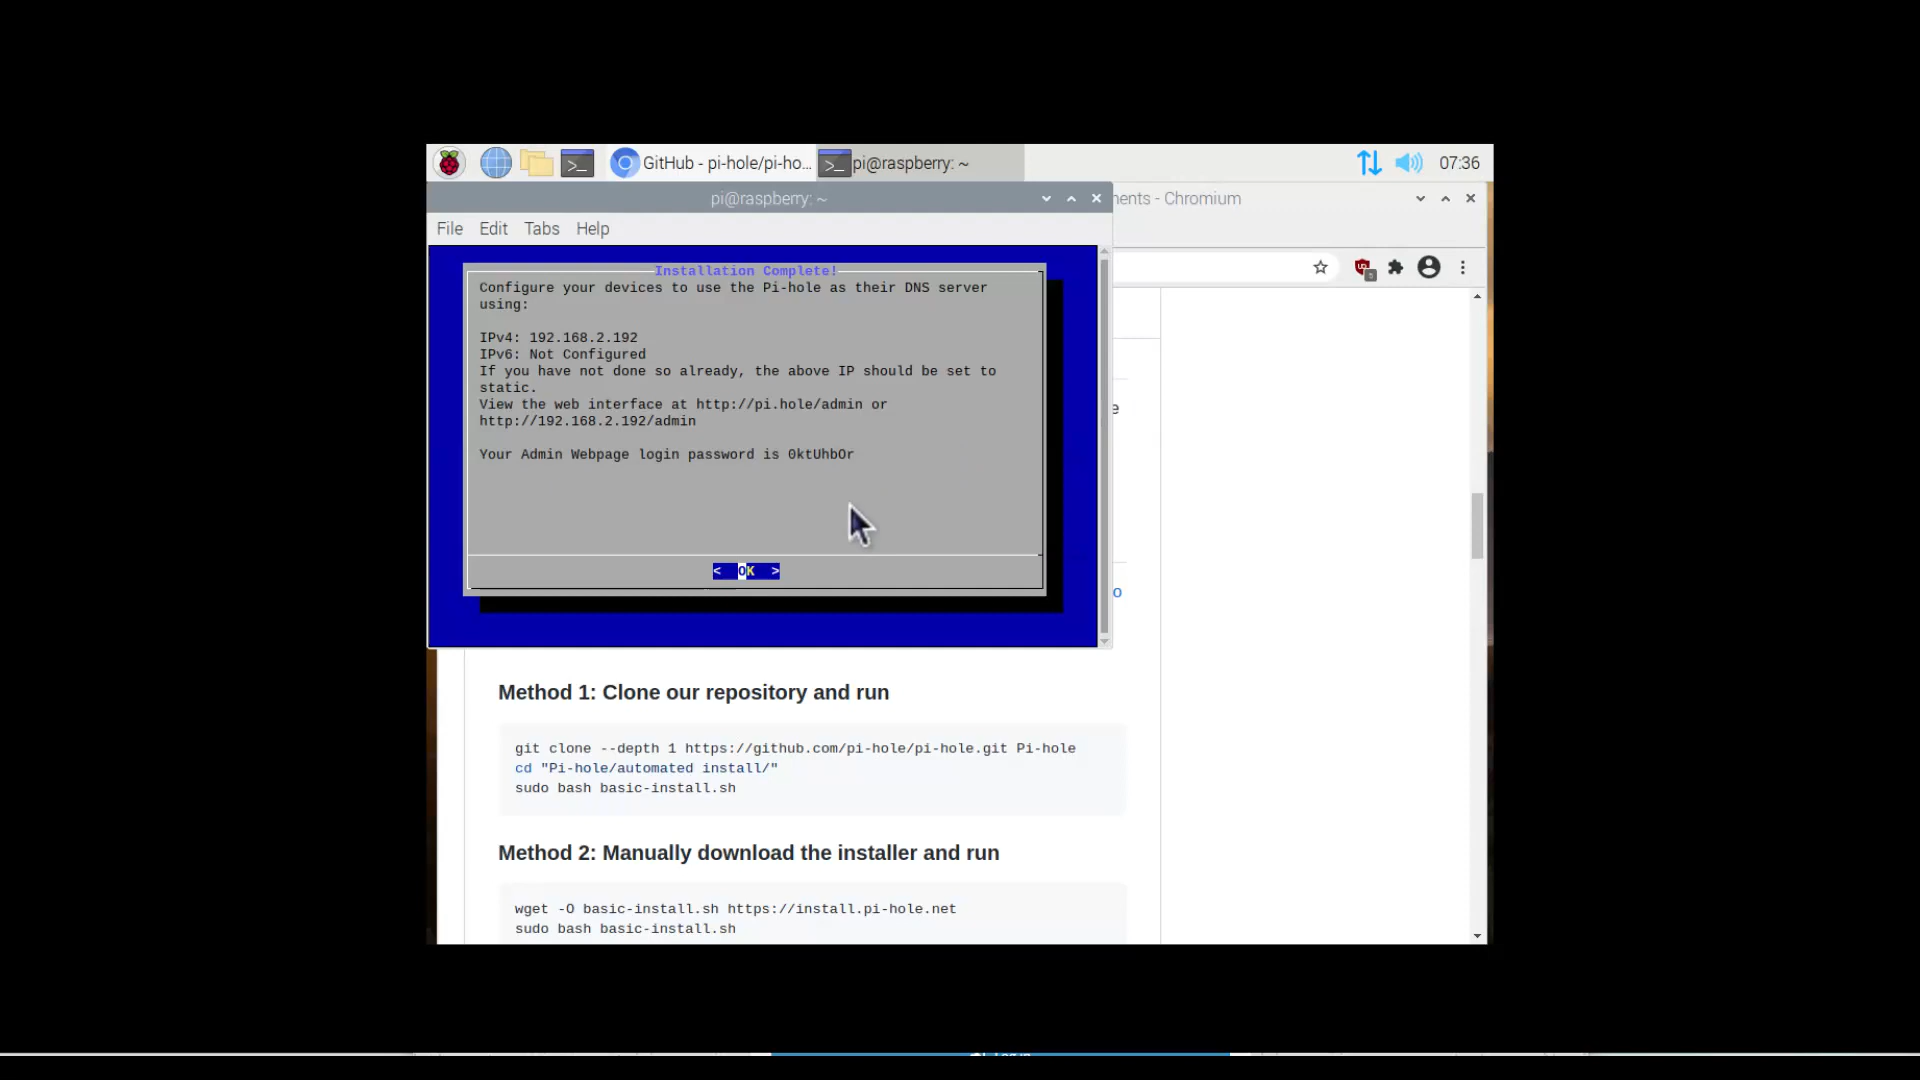 GitHub - pi-hole/pi-ho...
pi@raspberry: ~
07:36
pi@raspberry: ~
ents - Chromium
File Edit Tabs Help
Installation Complete!
Configure your devices to use the Pi-hole as their DNS server
using:
IPv4: 192.168.2.192
IPv6: Not Configured
If you have not done so already, the above IP should be set to
static.
View the web interface at http://pi.hole/admin or
http://192.168.2.192/admin
Your Admin Webpage login password is 0ktUhbOr
< OK >
e
o
Method 1: Clone our repository and run
git clone --depth 1 https://github.com/pi-hole/pi-hole.git Pi-hole
cd "Pi-hole/automated install/"
sudo bash basic-install.sh
Method 2: Manually download the installer and run
wget -O basic-install.sh https://install.pi-hole.net
sudo bash basic-install.sh